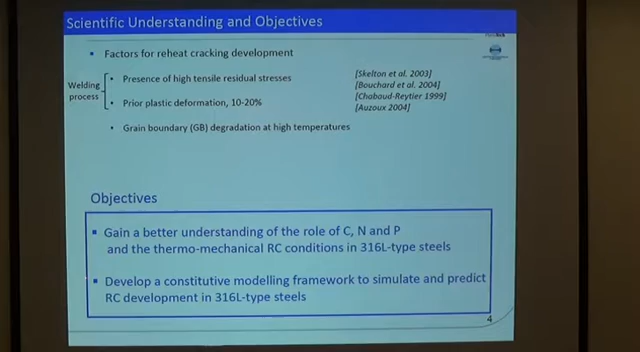 Scientific Understanding and Objectives
Factors for reheat cracking development
Welding process
Presence of high tensile residual stresses
Prior plastic deformation, 10-20%
[Skelton et al. 2003]
[Bouchard et al. 2004]
[Chabaud-Reytier 1999]
[Auzoux 2004]
Grain boundary (GB) degradation at high temperatures
Objectives
Gain a better understanding of the role of C, N and P
and the thermo-mechanical RC conditions in 316L-type steels
Develop a constitutive modelling framework to simulate and predict
RC development in 316L-type steels
4